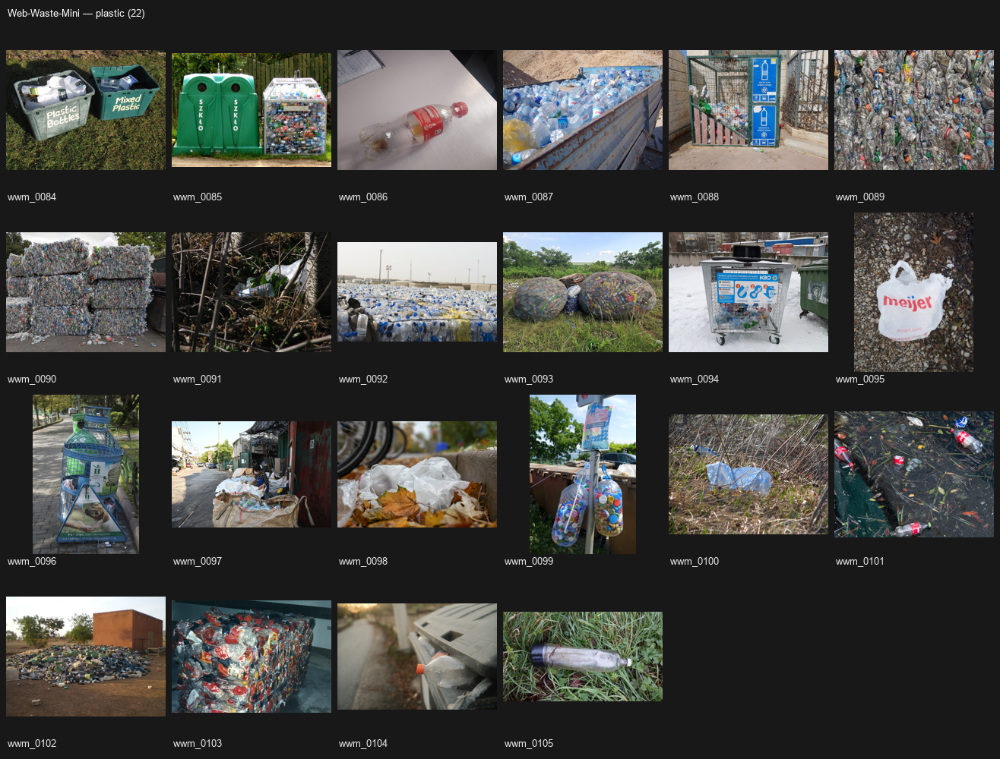 Web-Waste-Mini — plastic (22)
Plastic
Bottles
Mixed
Plastic
SZKŁO
SZKŁO
wwm_0084
wwm_0085
wwm_0086
wwm_0087
wwm_0088
wwm_0089
meijer
wwm_0090
wwm_0091
wwm_0092
wwm_0093
wwm_0094
wwm_0095
wwm_0096
wwm_0097
wwm_0098
wwm_0099
wwm_0100
wwm_0101
wwm_0102
wwm_0103
wwm_0104
wwm_0105